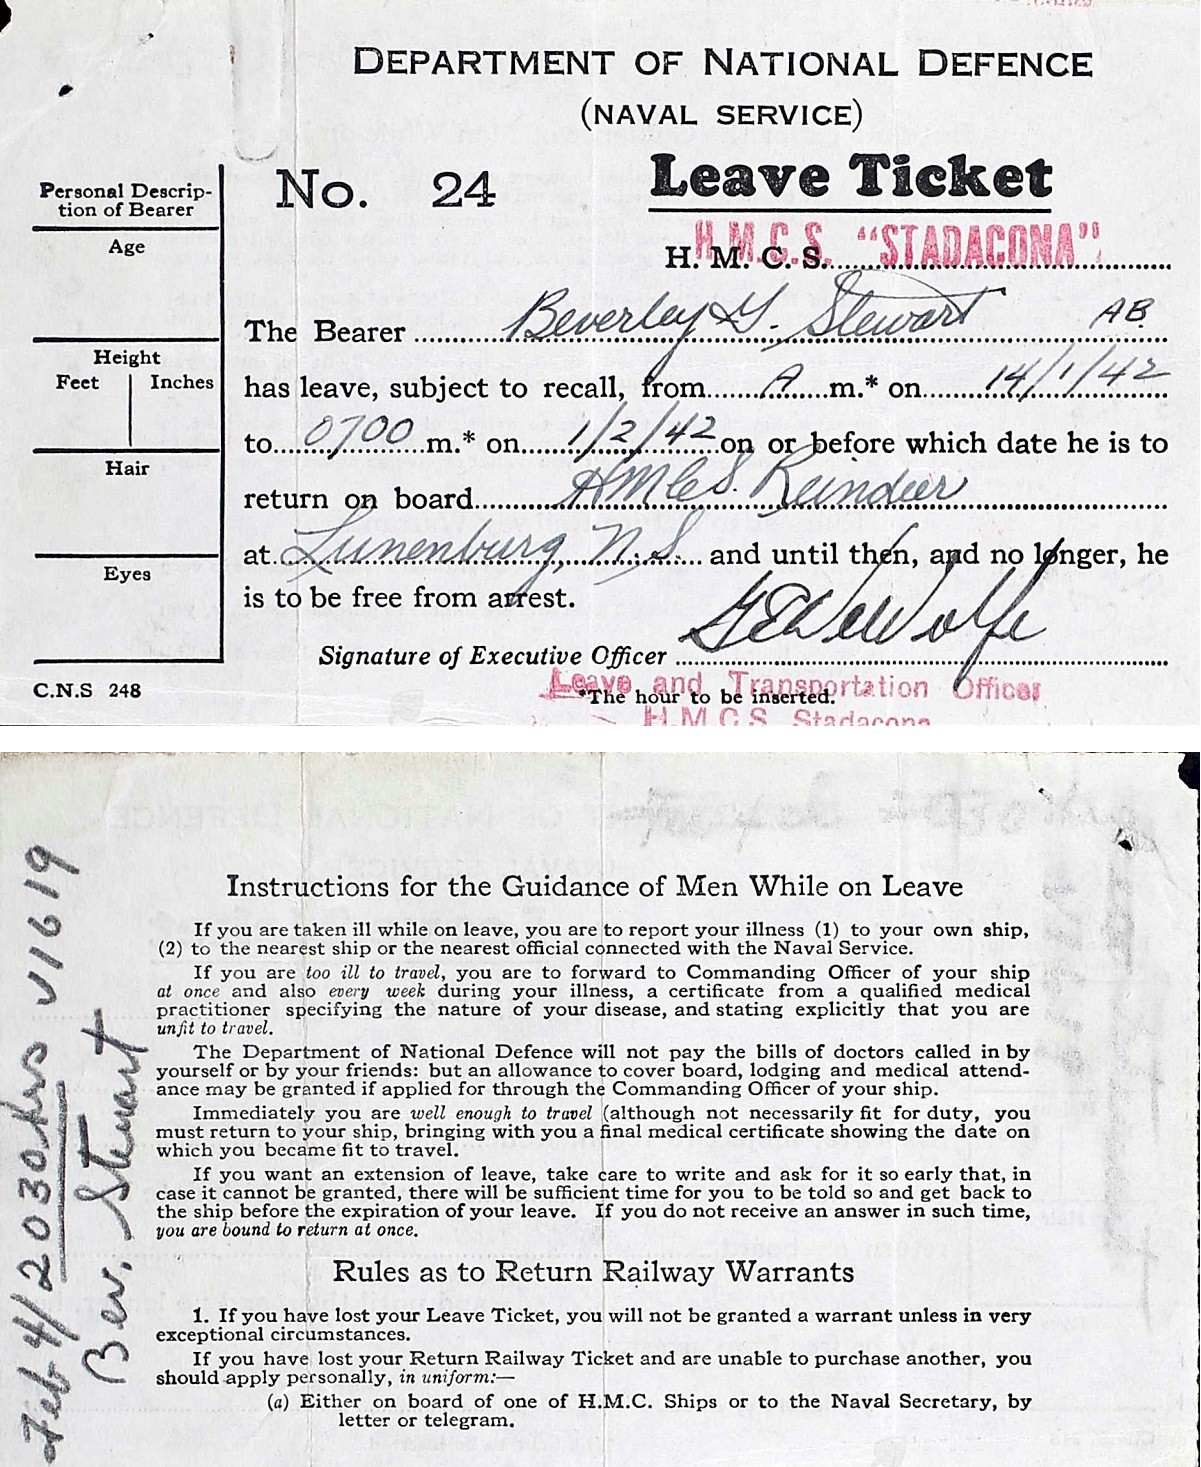 DEPARTMENT OF NATIONAL DEFENCE
(NAVAL SERVICE)
No. 24
Leave Ticket
H. M. C. S. H.M.C.S. "STADACONA"
Personal Descrip-
tion of Bearer
Age
Height
Feet Inches
Hair
Eyes
C.N.S 248
The Bearer Beverley G. Stewart AB.
has leave, subject to recall, from A m.* on 14/1/42
to 0700 m.* on 1/2/42 on or before which date he is to
return on board HMCS. Reindeer
at Lunenburg, N.S. and until then, and no longer, he
is to be free from arrest.
Signature of Executive Officer GE DeWolfe
Leave and Transportation Officer
*The hour to be inserted.
H.M.C.S. Stadacona
Feb 4/2030 hrs V1619
Bev. Stewart
Instructions for the Guidance of Men While on Leave
If you are taken ill while on leave, you are to report your illness (1) to your own ship,
(2) to the nearest ship or the nearest official connected with the Naval Service.
If you are too ill to travel, you are to forward to Commanding Officer of your ship
at once and also every week during your illness, a certificate from a qualified medical
practitioner specifying the nature of your disease, and stating explicitly that you are
unfit to travel.
The Department of National Defence will not pay the bills of doctors called in by
yourself or by your friends: but an allowance to cover board, lodging and medical attend-
ance may be granted if applied for through the Commanding Officer of your ship.
Immediately you are well enough to travel (although not necessarily fit for duty, you
must return to your ship, bringing with you a final medical certificate showing the date on
which you became fit to travel.
If you want an extension of leave, take care to write and ask for it so early that, in
case it cannot be granted, there will be sufficient time for you to be told so and get back to
the ship before the expiration of your leave. If you do not receive an answer in such time,
you are bound to return at once.
Rules as to Return Railway Warrants
1. If you have lost your Leave Ticket, you will not be granted a warrant unless in very
exceptional circumstances.
If you have lost your Return Railway Ticket and are unable to purchase another, you
should apply personally, in uniform:—
(a) Either on board of one of H.M.C. Ships or to the Naval Secretary, by
letter or telegram.